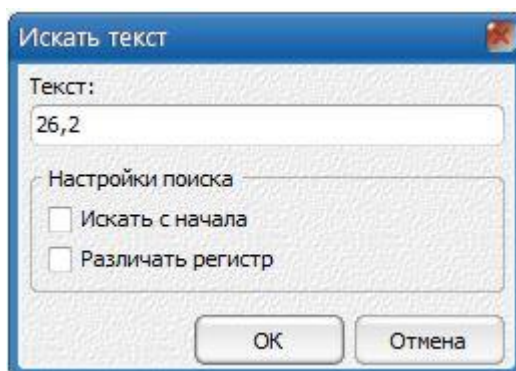 Искать текст
Текст:
26,2
Настройки поиска
Искать с начала
Различать регистр
ОК
Отмена